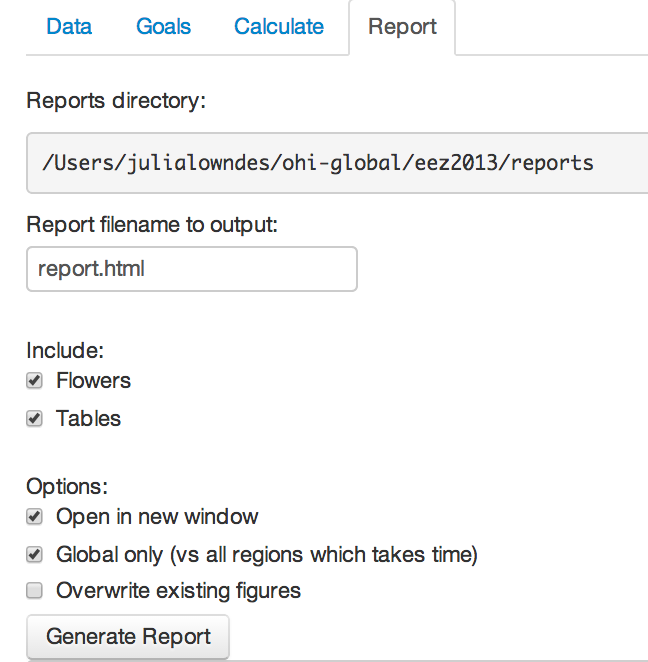 Data Goals Calculate Report
Reports directory:
/Users/julialowndes/ohi-global/eez2013/reports
Report filename to output:
report.html
Include:
Flowers
Tables
Options:
Open in new window
Global only (vs all regions which takes time)
Overwrite existing figures
Generate Report